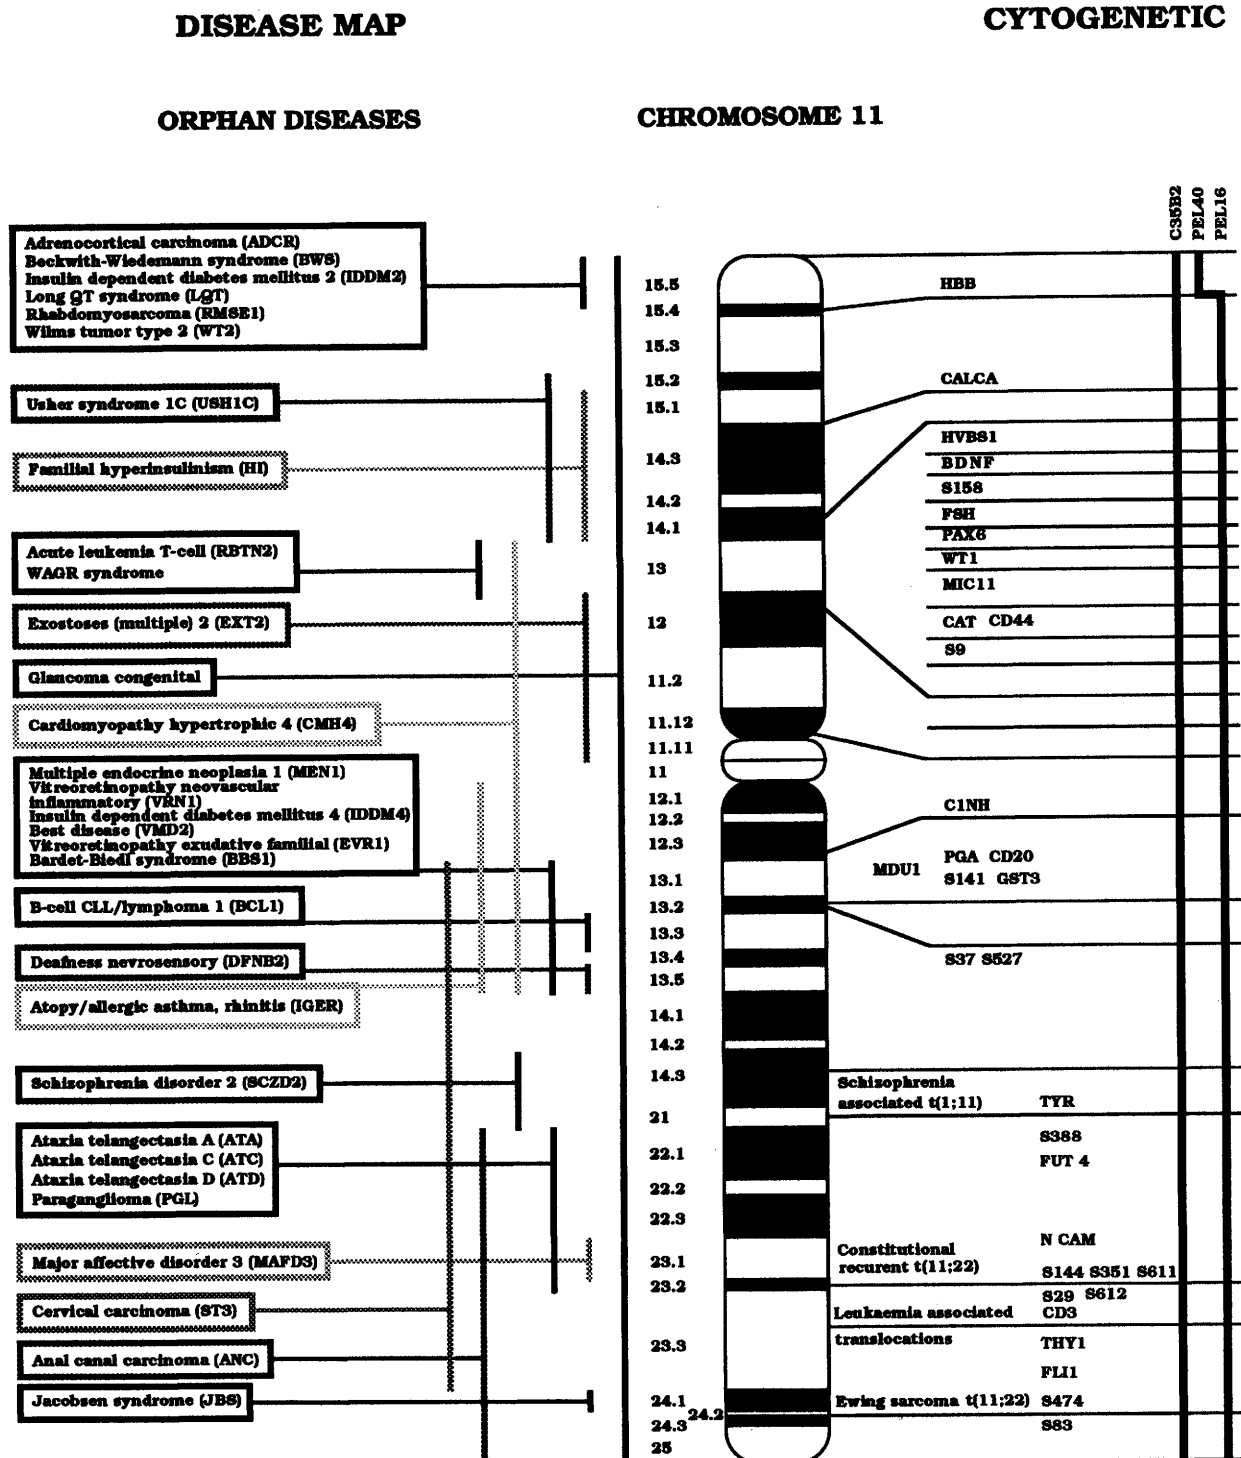 DISEASE MAP
CYTOGENETIC
ORPHAN DISEASES
CHROMOSOME 11
C35B2
PEL40
PEL16
Adrenocortical carcinoma (ADCR)
Beckwith-Wiedemann syndrome (BWS)
Insulin dependent diabetes mellitus 2 (IDDM2)
Long QT syndrome (LQT)
Rhabdomyosarcoma (RMSE1)
Wilms tumor type 2 (WT2)
Usher syndrome 1C (USH1C)
Familial hyperinsulinism (HI)
Acute leukemia T-cell (RBTN2)
WAGR syndrome
Exostoses (multiple) 2 (EXT2)
Glaucoma congenital
Cardiomyopathy hypertrophic 4 (CMH4)
Multiple endocrine neoplasia 1 (MEN1)
Vitreoretinopathy neovascular
inflammatory (VRN1)
Insulin dependent diabetes mellitus 4 (IDDM4)
Best disease (VMD2)
Vitreoretinopathy exudative familial (EVR1)
Bardet-Biedl syndrome (BBS1)
B-cell CLL/lymphoma 1 (BCL1)
Deafness nevrosensory (DFNB2)
Atopy/allergic asthma, rhinitis (IGER)
Schizophrenia disorder 2 (SCZD2)
Ataxia telangectasia A (ATA)
Ataxia telangectasia C (ATC)
Ataxia telangectasia D (ATD)
Paraganglioma (PGL)
Major affective disorder 3 (MAFD3)
Cervical carcinoma (ST3)
Anal canal carcinoma (ANC)
Jacobsen syndrome (JBS)
15.5
15.4
15.3
15.2
15.1
14.3
14.2
14.1
13
12
11.2
11.12
11.11
11
12.1
12.2
12.3
13.1
13.2
13.3
13.4
13.5
14.1
14.2
14.3
21
22.1
22.2
22.3
23.1
23.2
23.3
24.1
24.2
24.3
25
HBB
CALCA
HVBS1
BDNF
S158
FSH
PAX6
WT1
MIC11
CAT CD44
S9
C1NH
MDU1
PGA CD20
S141 GST3
S37 S527
Schizophrenia
associated t(1;11) TYR
S388
FUT 4
N CAM
Constitutional
recurent t(11;22)
S144 S351 S611
S29 S612
Leukaemia associated CD3
translocations THY1
FLI1
Ewing sarcoma t(11;22) S474
S83